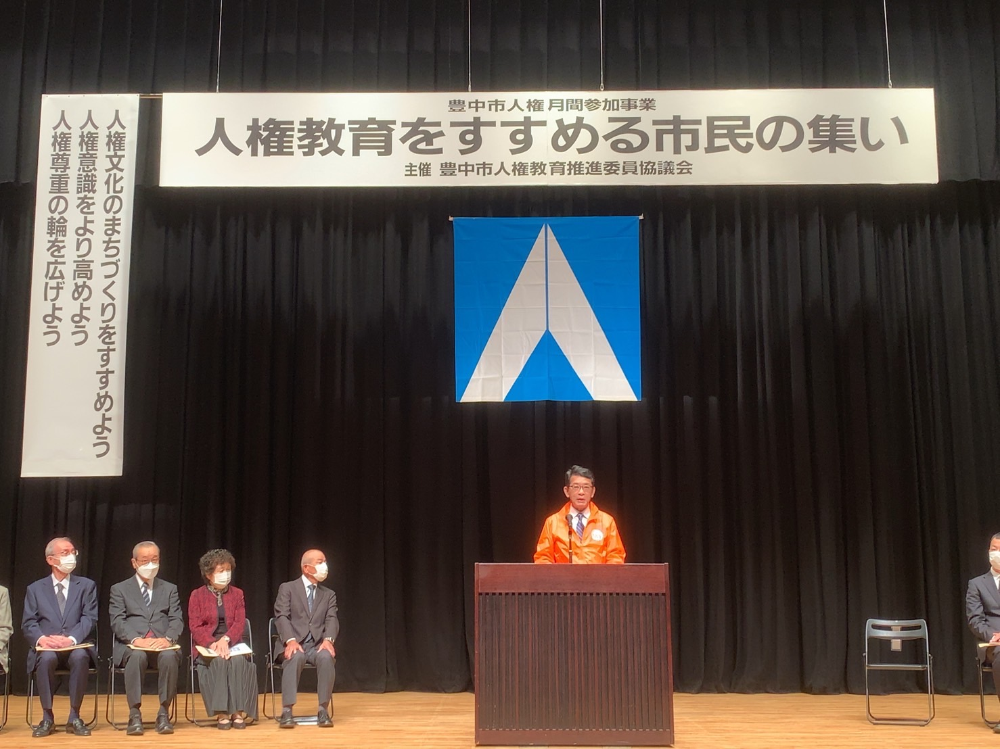 豊中市人権月間参加事業
人権教育をすすめる市民の集い
主催 豊中市人権教育推進委員協議会
人権文化のまちづくりをすすめよう
人権意識をより高めよう
人権尊重の輪を広げよう